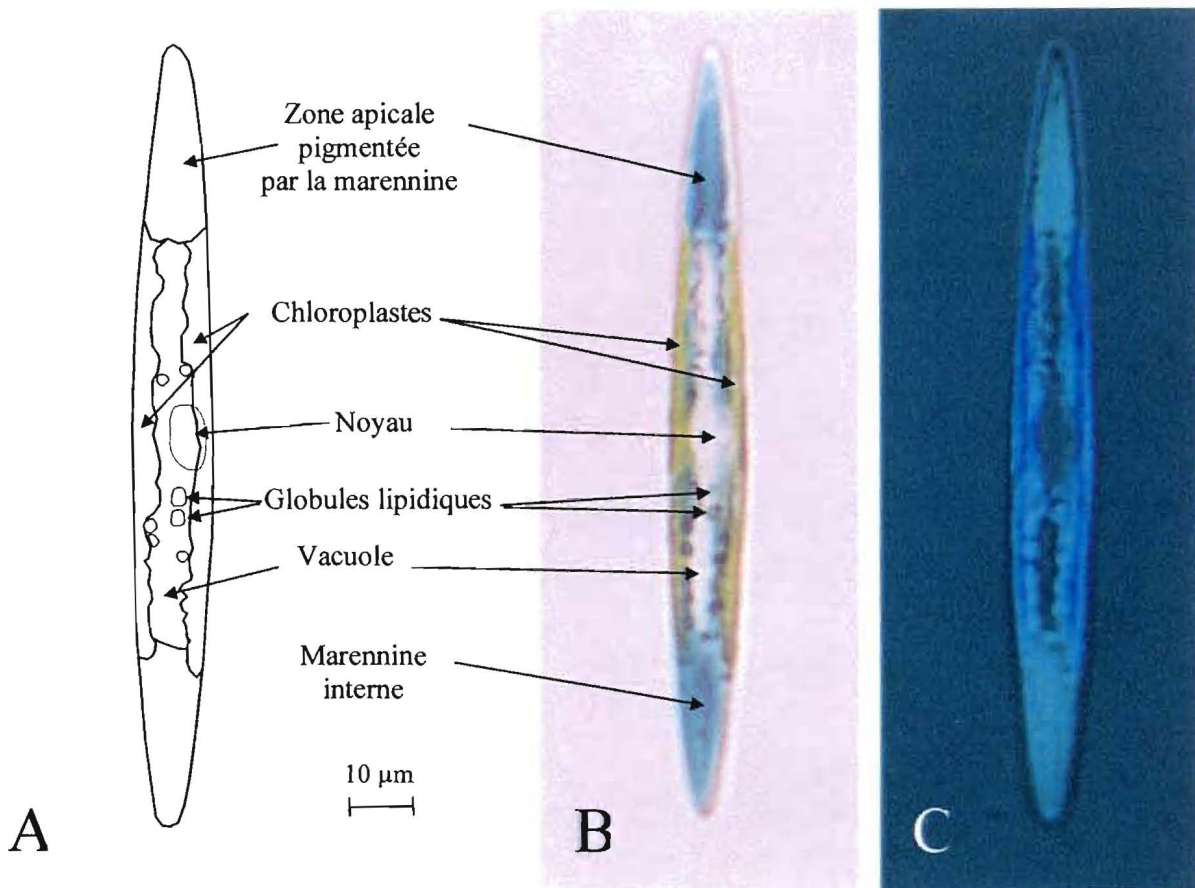 Zone apicale
pigmentée
par la marennine
Chloroplastes
Noyau
Globules lipidiques
Vacuole
Marennine
interne
10 µm
A
B
C